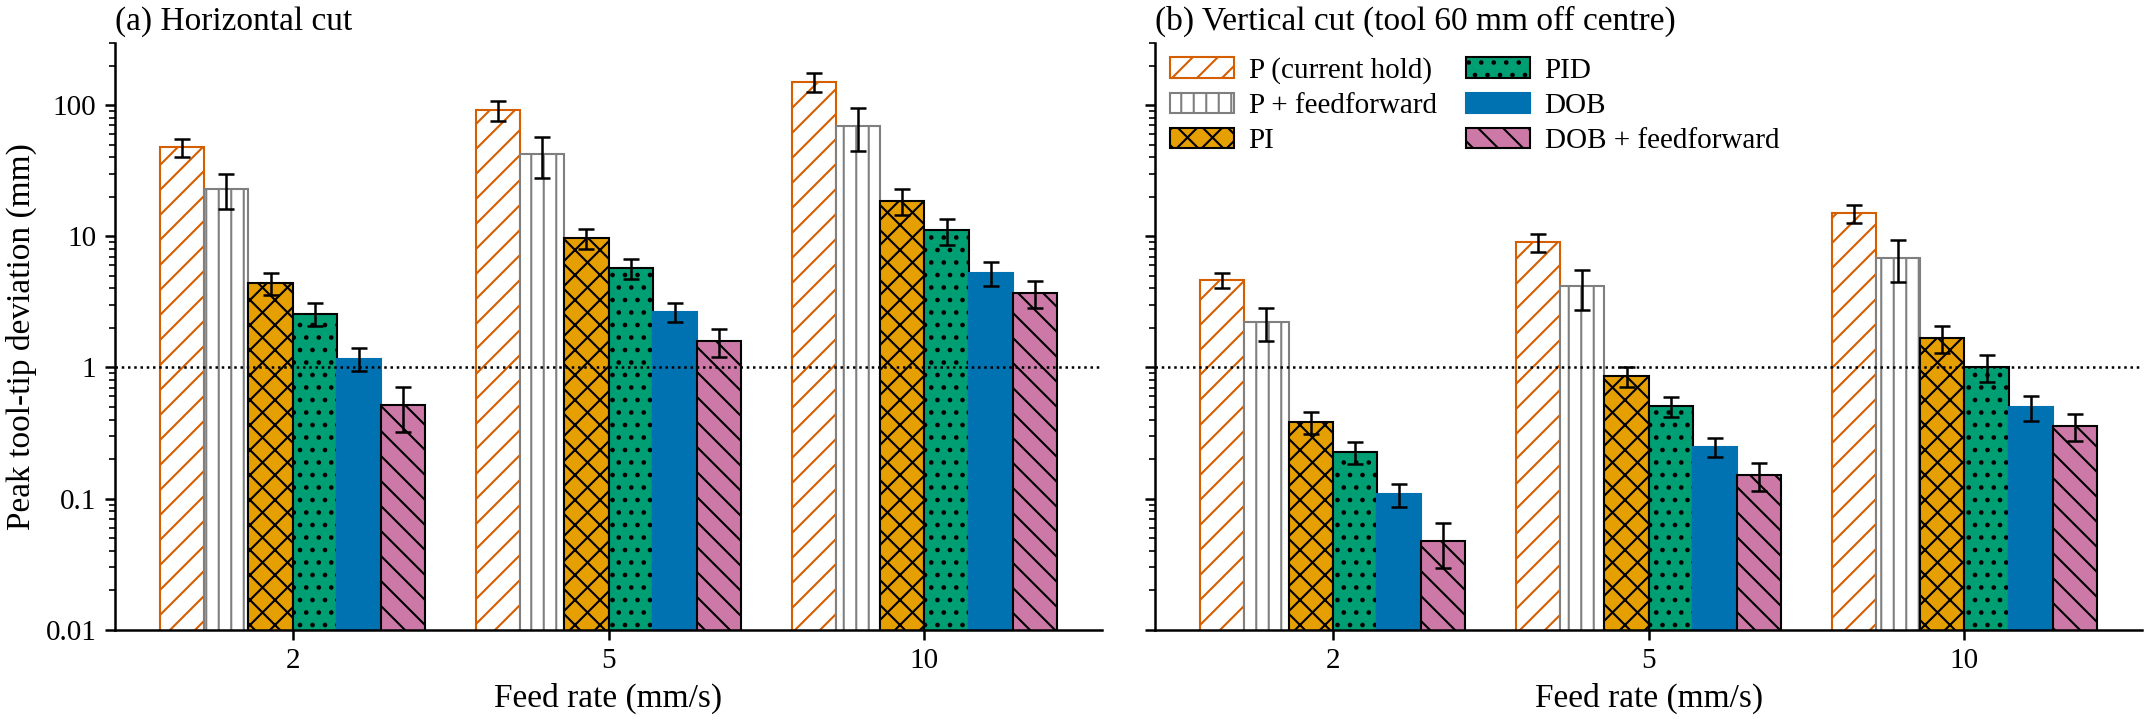 (a) Horizontal cut
(b) Vertical cut (tool 60 mm off centre)
P (current hold)
P + feedforward
PI
PID
DOB
DOB + feedforward
Peak tool-tip deviation (mm)
100
10
1
0.1
0.01
2
5
10
Feed rate (mm/s)
2
5
10
Feed rate (mm/s)